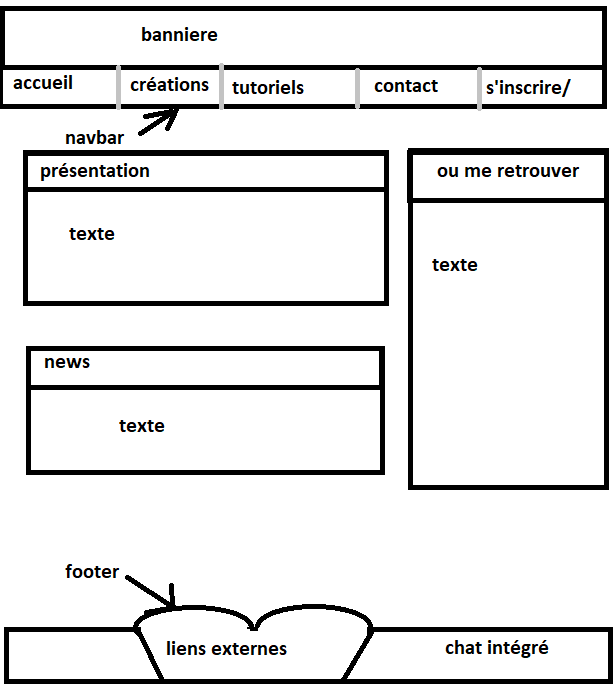 banniere
accueil créations tutoriels contact s'inscrire/
navbar
présentation
texte
ou me retrouver
texte
news
texte
footer
liens externes
chat intégré